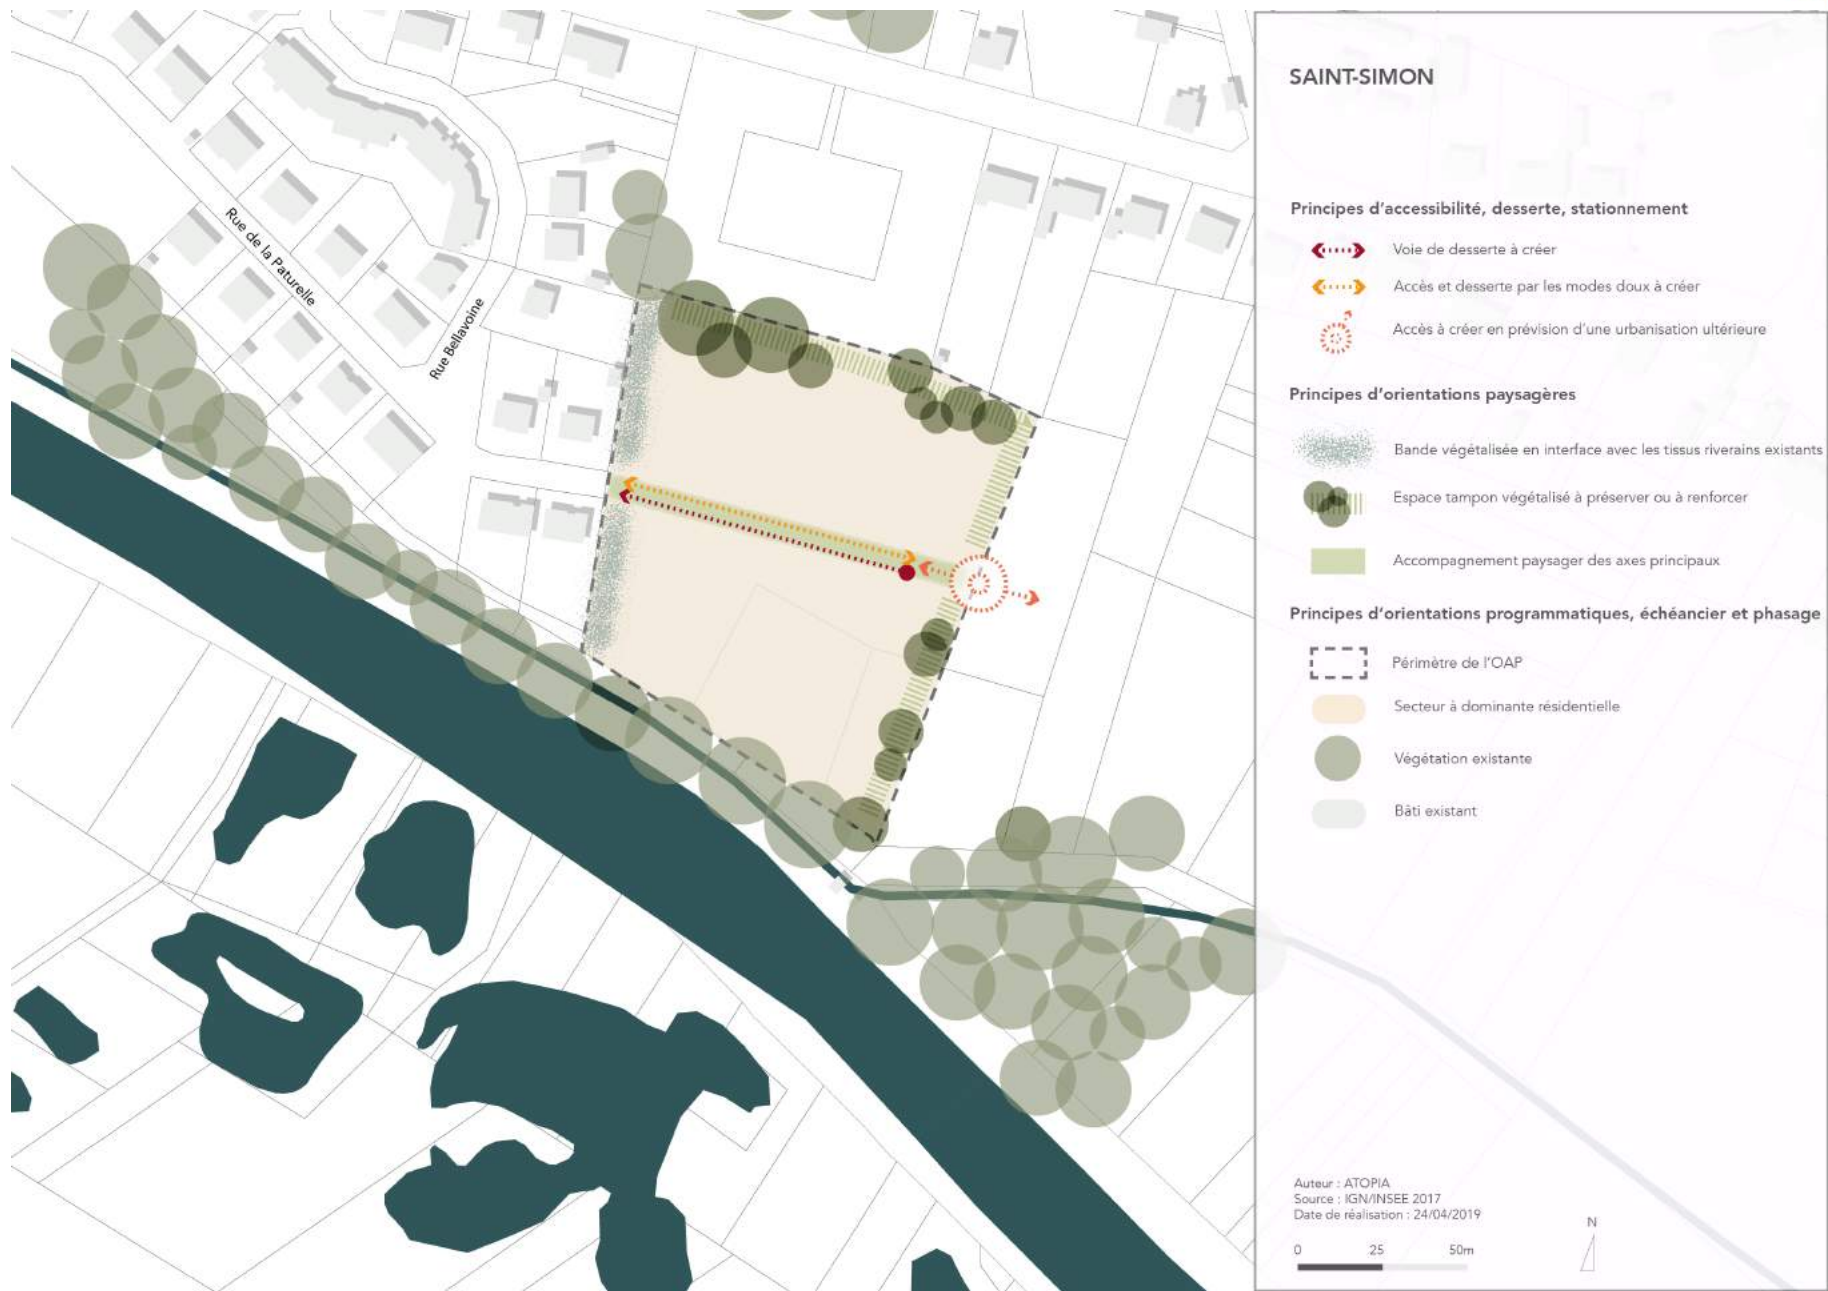 SAINT-SIMON
Principes d'accessibilité, desserte, stationnement
Voie de desserte à créer
Accès et desserte par les modes doux à créer
Accès à créer en prévision d'une urbanisation ultérieure
Principes d'orientations paysagères
Bande végétalisée en interface avec les tissus riverains existants
Espace tampon végétalisé à préserver ou à renforcer
Accompagnement paysager des axes principaux
Principes d'orientations programmatiques, échéancier et phasage
Périmètre de l'OAP
Secteur à dominante résidentielle
Végétation existante
Bâti existant
Auteur : ATOPIA
Source : IGN/INSEE 2017
Date de réalisation : 24/04/2019
N
0 25 50m
Rue de la Paturelle
Rue Bellavoine